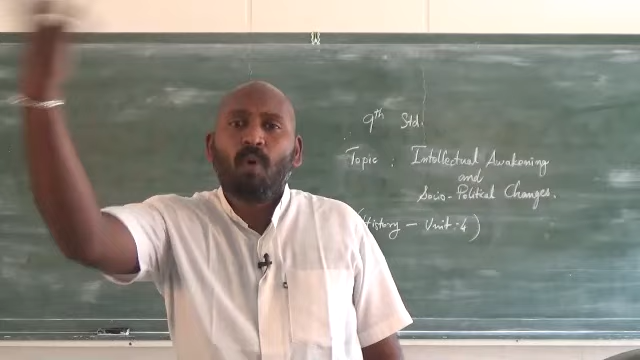 9th Std.
Topic : Intellectual Awakening
and
Socio-Political Changes.
(History - Unit : 4)